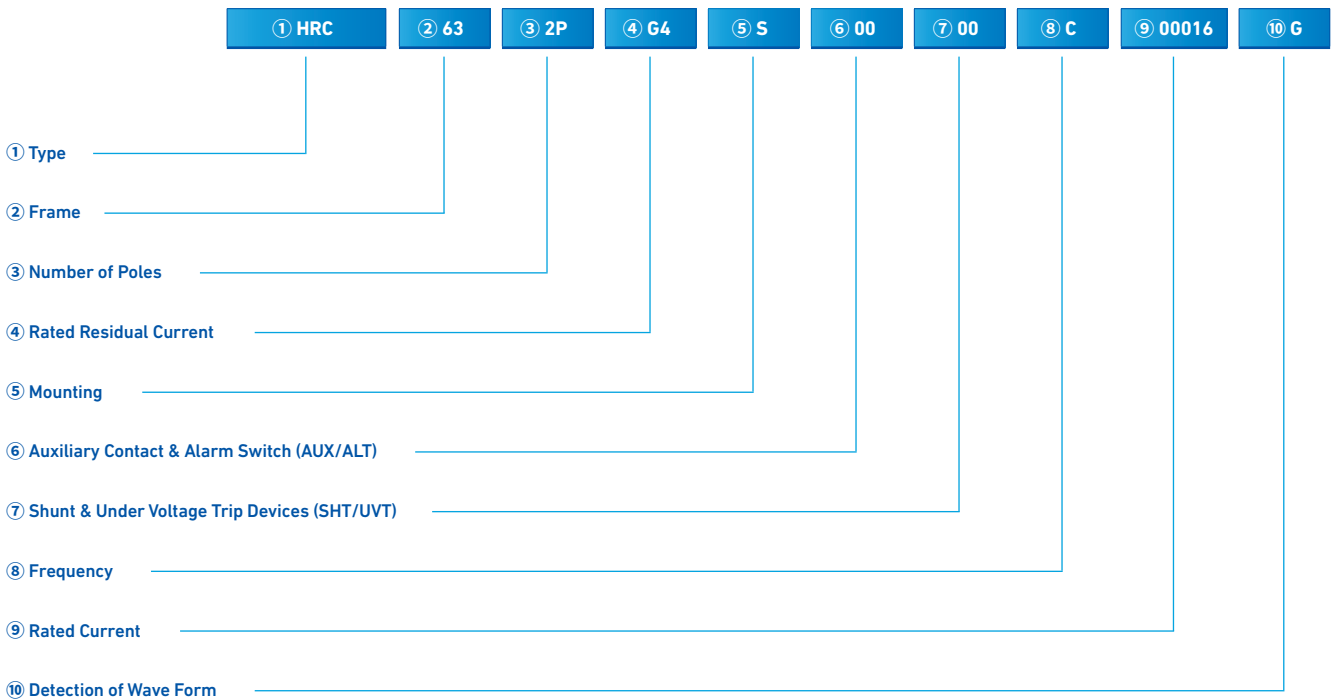 ① HRC ② 63 ③ 2P ④ G4 ⑤ S ⑥ 00 ⑦ 00 ⑧ C ⑨ 00016 ⑩ G
① Type
② Frame
③ Number of Poles
④ Rated Residual Current
⑤ Mounting
⑥ Auxiliary Contact & Alarm Switch (AUX/ALT)
⑦ Shunt & Under Voltage Trip Devices (SHT/UVT)
⑧ Frequency
⑨ Rated Current
⑩ Detection of Wave Form